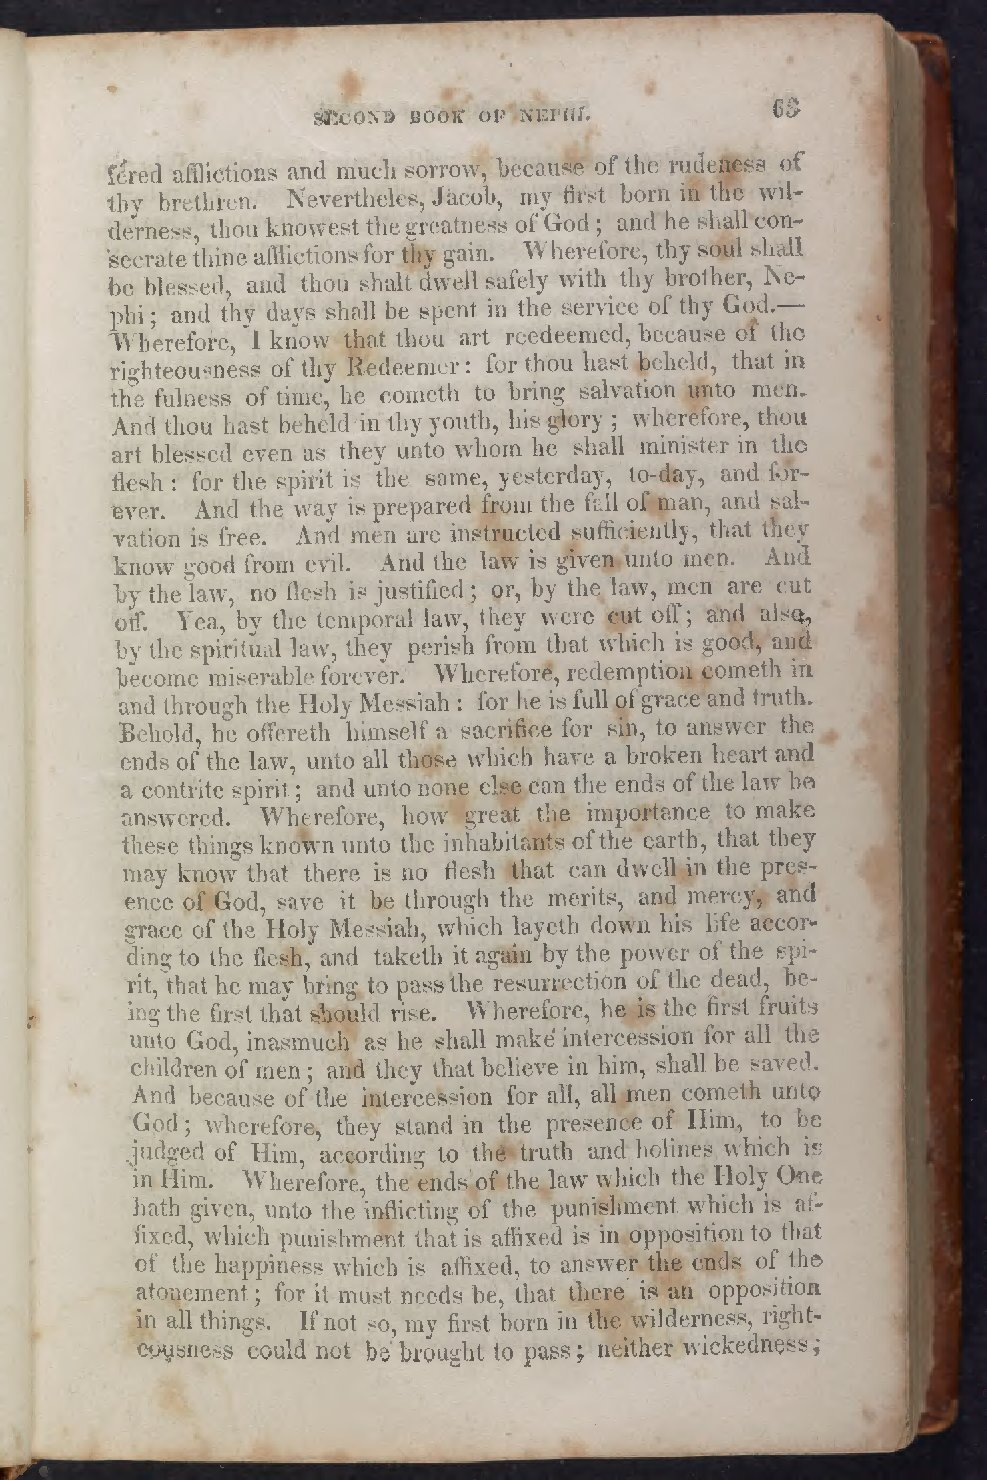 SECOND BOOK OF NEPHI. 63
fered afflictions and much sorrow, because of the rudeness of
thy brethren. Nevertheles, Jacob, my first born in the wil-
derness, thou knowest the greatness of God; and he shall con-
secrate thine afflictions for thy gain. Wherefore, thy soul shall
be blessed, and thou shalt dwell safely with thy brother, Ne-
phi; and thy days shall be spent in the service of thy God.—
Wherefore, I know that thou art reedeemed, because of the
righteousness of thy Redeemer: for thou hast beheld, that in
the fulness of time, he cometh to bring salvation unto men.
And thou hast beheld in thy youth, his glory; wherefore, thou
art blessed even as they unto whom he shall minister in the
flesh: for the spirit is the same, yesterday, to-day, and for-
ever. And the way is prepared from the fall of man, and sal-
vation is free. And men are instructed sufficiently, that they
know good from evil. And the law is given unto men. And
by the law, no flesh is justified; or, by the law, men are cut
off. Yea, by the temporal law, they were cut off; and also,
by the spiritual law, they perish from that which is good, and
become miserable forever. Wherefore, redemption cometh in
and through the Holy Messiah: for he is full of grace and truth.
Behold, he offereth himself a sacrifice for sin, to answer the
ends of the law, unto all those which have a broken heart and
a contrite spirit; and unto none else can the ends of the law be
answered. Wherefore, how great the importance to make
these things known unto the inhabitants of the earth, that they
may know that there is no flesh that can dwell in the pres-
ence of God, save it be through the merits, and mercy, and
grace of the Holy Messiah, which layeth down his life accor-
ding to the flesh, and taketh it again by the power of the spi-
rit, that he may bring to pass the resurrection of the dead, be-
ing the first that should rise. Wherefore, he is the first fruits
unto God, inasmuch as he shall make intercession for all the
children of men; and they that believe in him, shall be saved.
And because of the intercession for all, all men cometh unto
God; wherefore, they stand in the presence of Him, to be
judged of Him, according to the truth and holines which is
in Him. Wherefore, the ends of the law which the Holy One
hath given, unto the inflicting of the punishment which is af-
fixed, which punishment that is affixed is in opposition to that
of the happiness which is affixed, to answer the ends of the
atonement; for it must needs be, that there is an opposition
in all things. If not so, my first born in the wilderness, right-
eousness could not be brought to pass; neither wickedness;